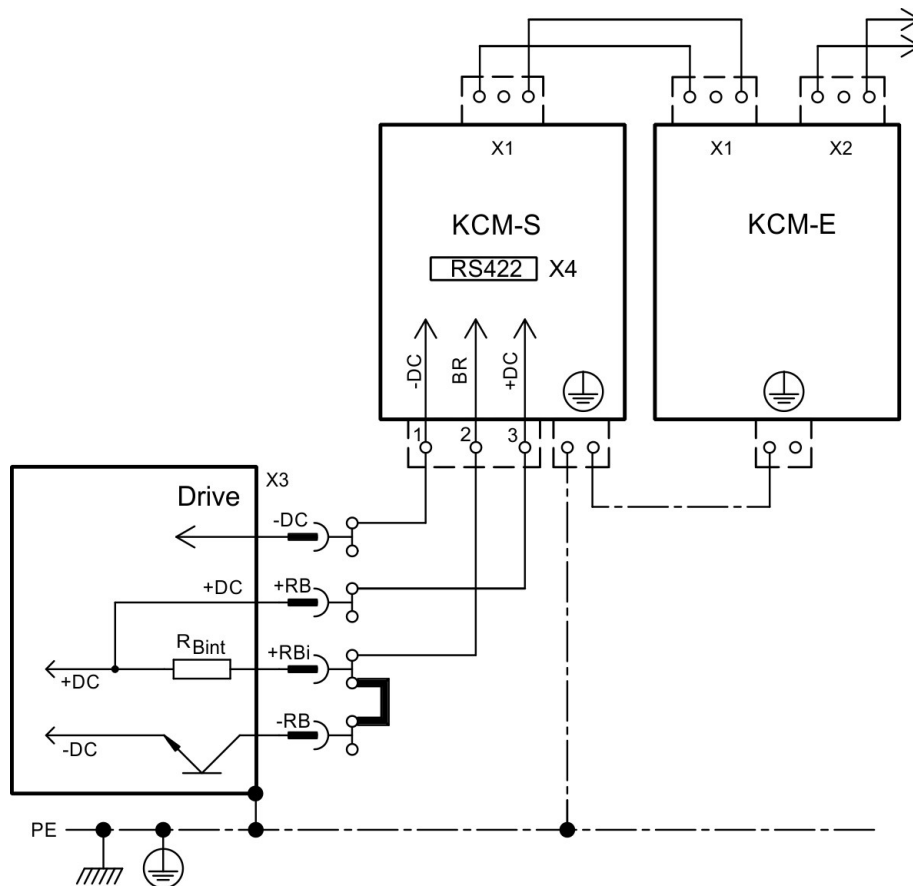 X1
X1
X2
KCM-S
KCM-E
RS422
X4
-DC
BR
+DC
1
2
3
X3
Drive
-DC
+DC
+RB
RBint
+RBi
+DC
-RB
-DC
PE